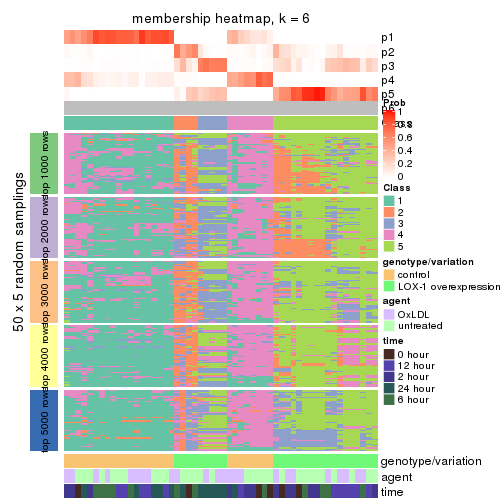 membership heatmap, k = 6
p1
p2
p3
p4
p5
Prob
1
0.6
0.4
0.2
0
Class
1
2
3
4
5
genotype/variation
control
LOX-1 overexpression
agent
OxLDL
untreated
time
0 hour
12 hour
2 hour
24 hour
6 hour
50 x 5 random samplings
top 1000 rows
top 2000 rows
top 3000 rows
top 4000 rows
top 5000 rows
genotype/variation
agent
time